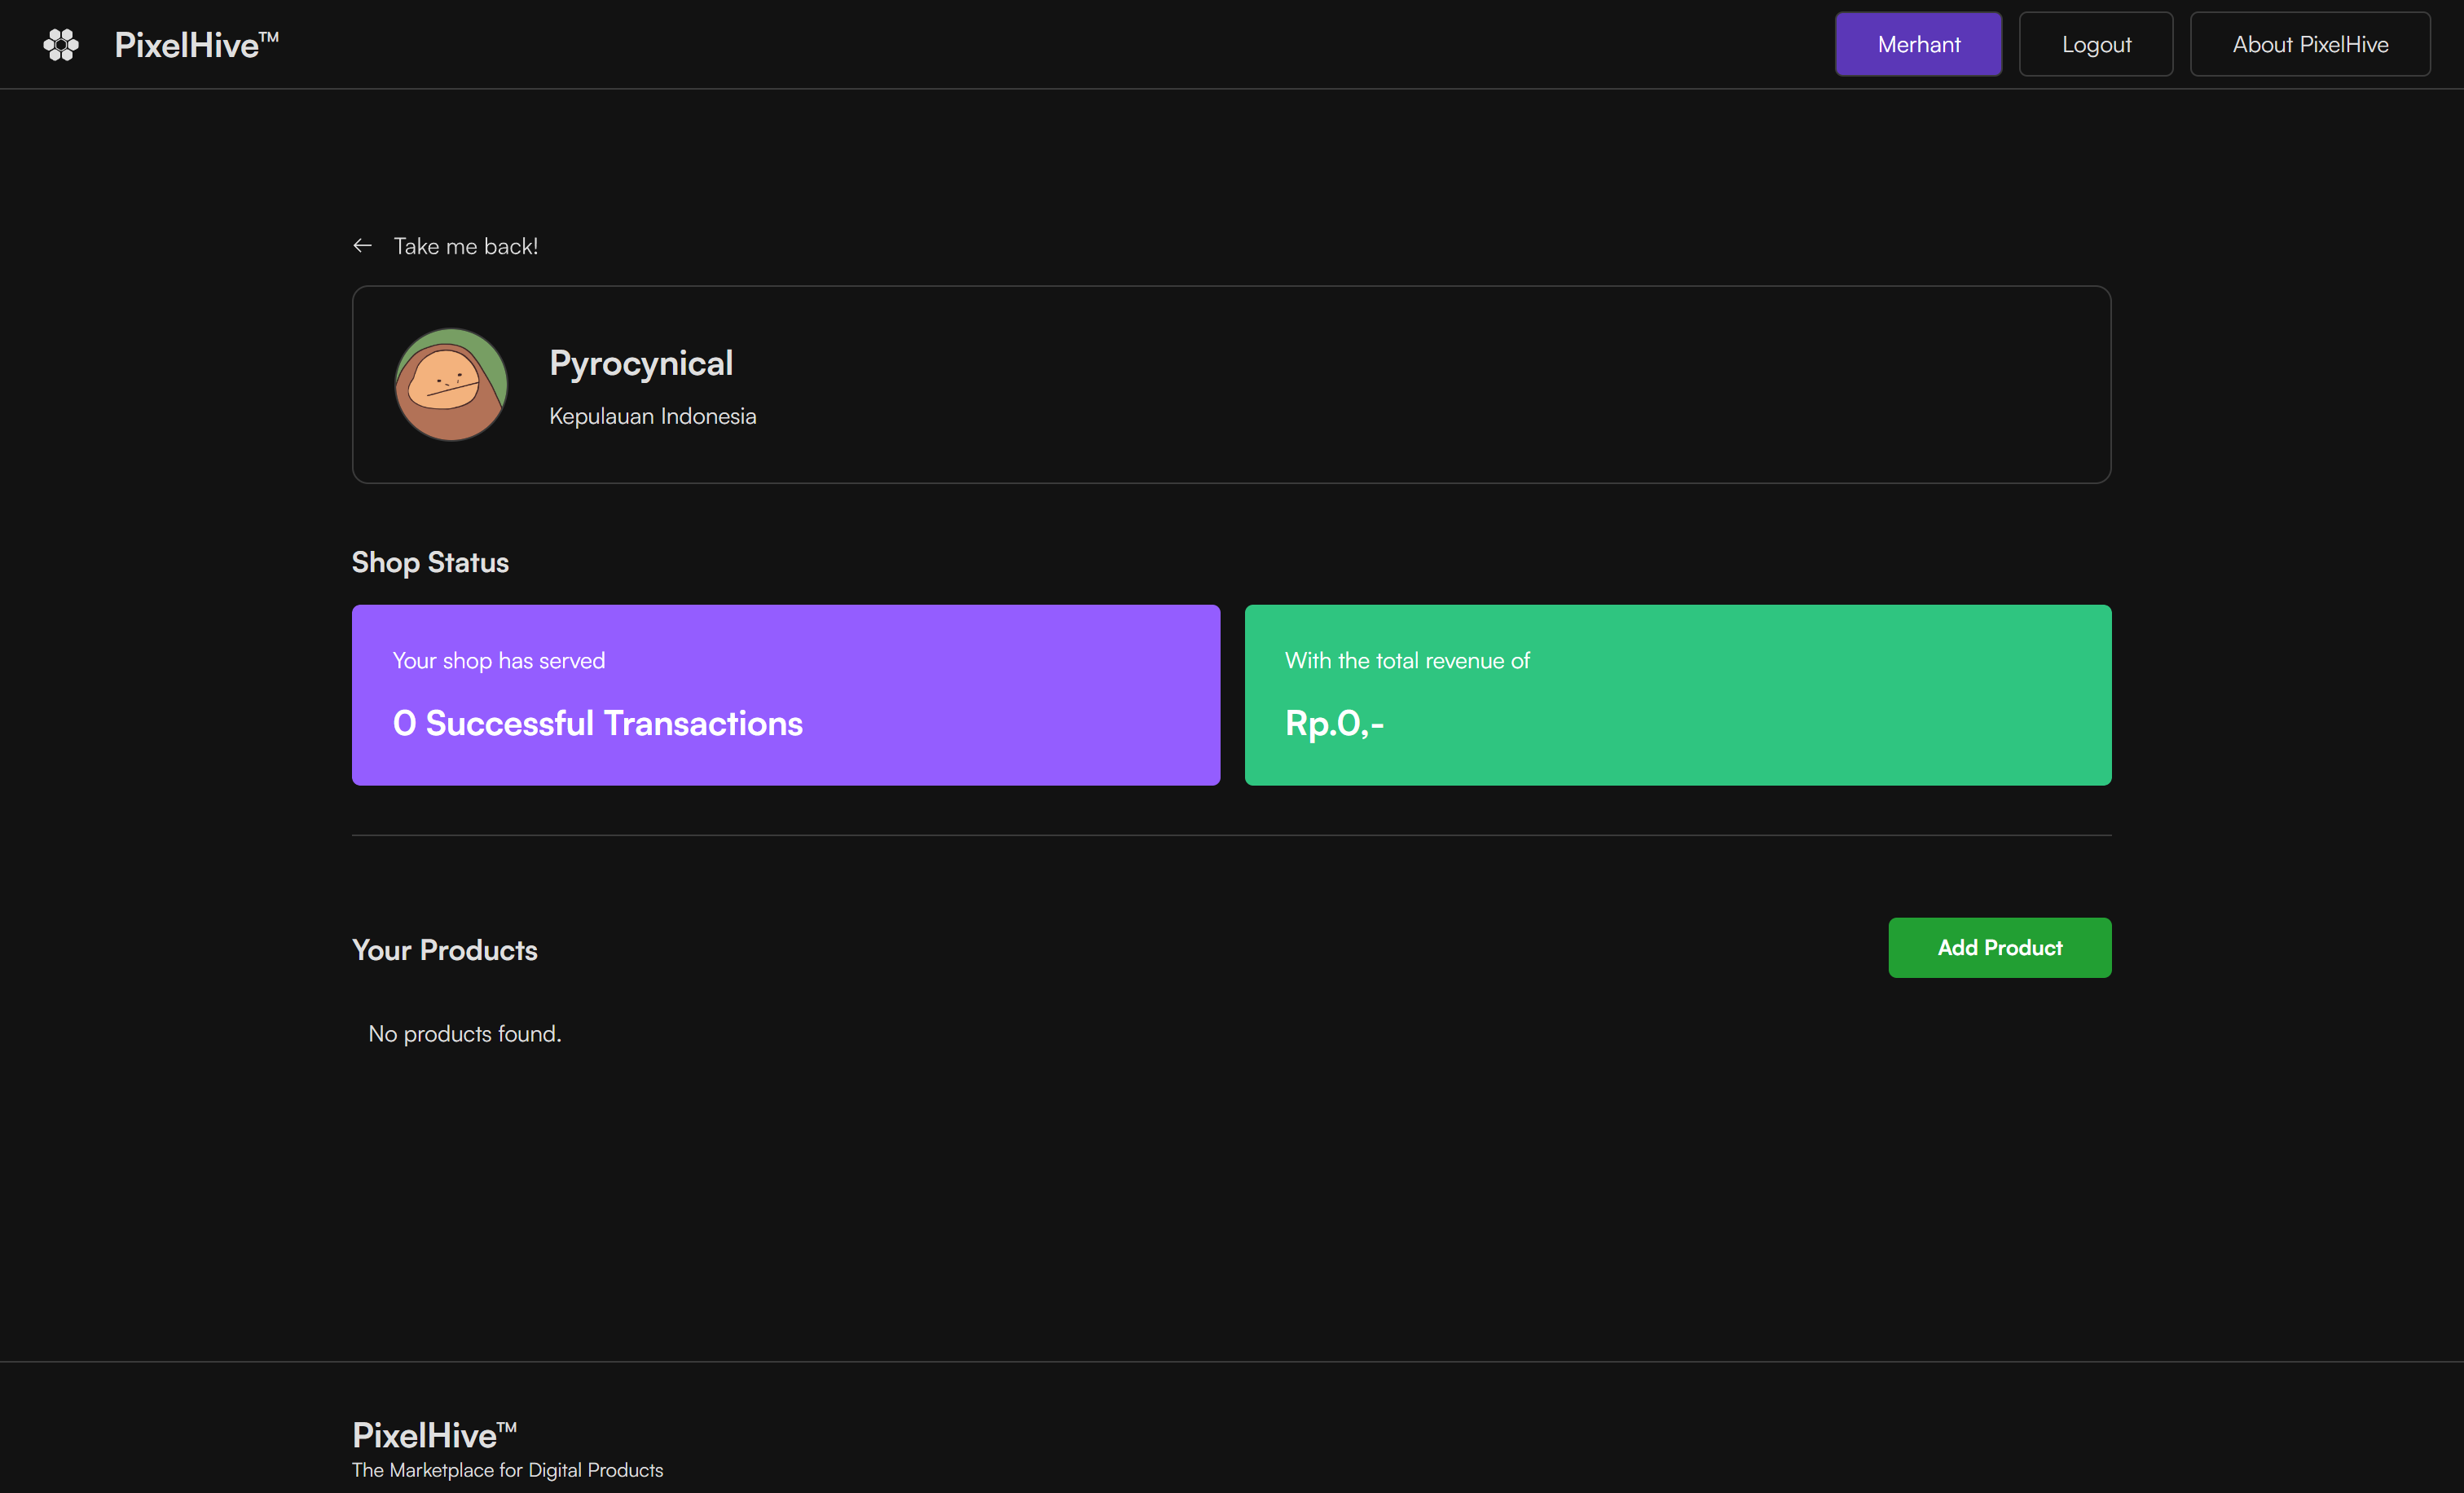 PixelHive™
Merhant
Logout
About PixelHive
← Take me back!
Pyrocynical
Kepulauan Indonesia
Shop Status
Your shop has served
0 Successful Transactions
With the total revenue of
Rp.0,-
Your Products
Add Product
No products found.
PixelHive™
The Marketplace for Digital Products